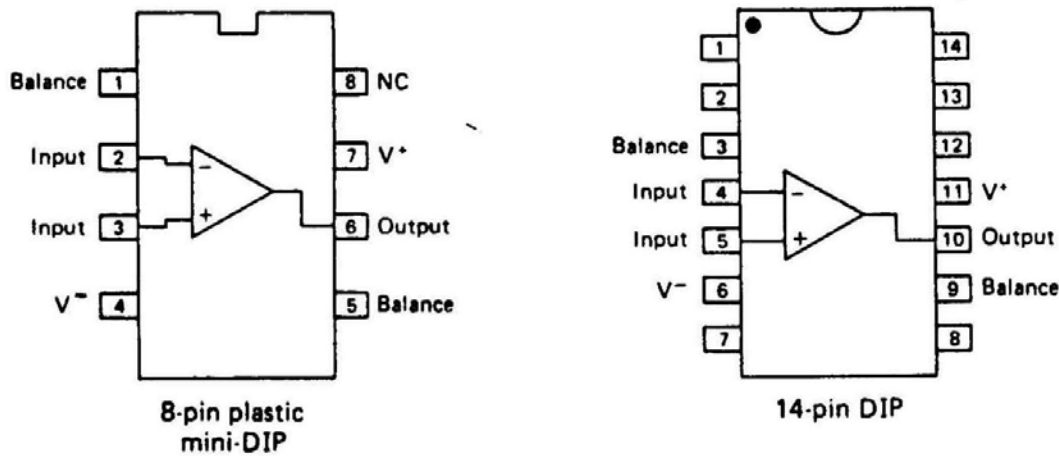 Balance 1 8 NC
Input 2 7 V+
− 
Input 3 + 6 Output
V− 4 5 Balance
8-pin plastic
mini-DIP
1 14
2 13
Balance 3 12
Input 4 − 11 V+
Input 5 + 10 Output
V− 6 9 Balance
7 8
14-pin DIP